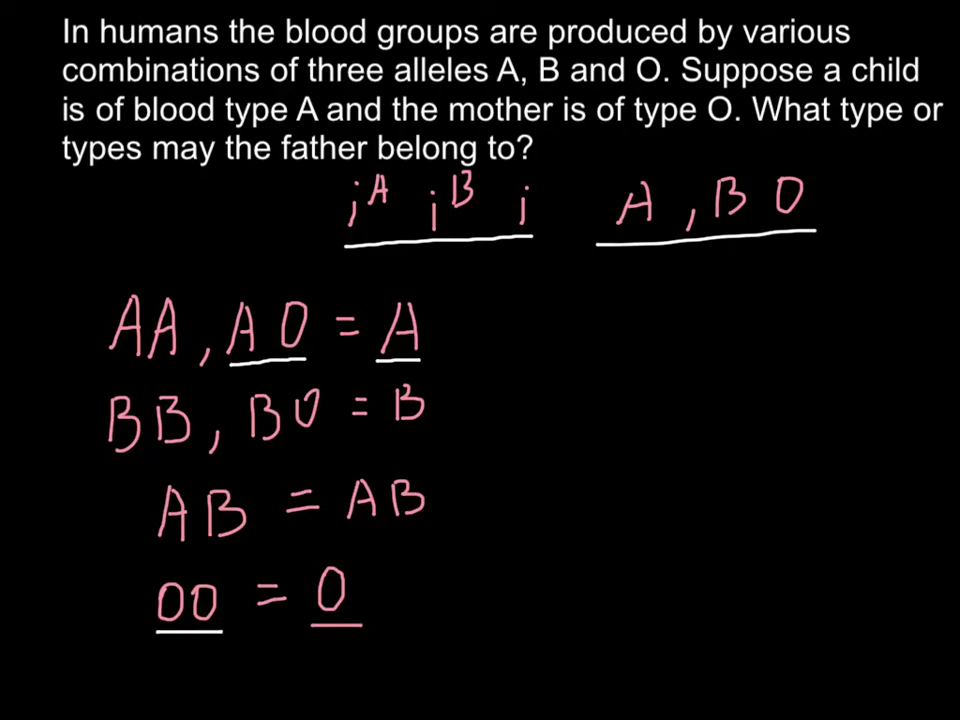 In humans the blood groups are produced by various
combinations of three alleles A, B and O. Suppose a child
is of blood type A and the mother is of type O. What type or
types may the father belong to?
i^A i^B i A , B O
AA , AO = A
BB , BO = B
AB = AB
OO = O